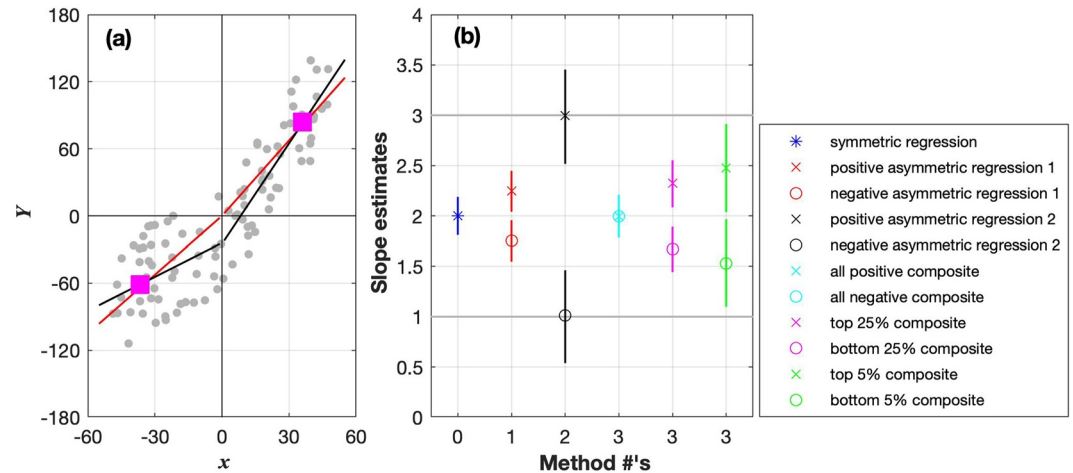 (a)
180
120
60
0
-60
-120
-180
Y
-60 -30 0 30 60
x
(b)
4
3.5
3
2.5
2
1.5
1
0.5
0
Slope estimates
0 1 2 3 3 3
Method #'s
symmetric regression
positive asymmetric regression 1
negative asymmetric regression 1
positive asymmetric regression 2
negative asymmetric regression 2
all positive composite
all negative composite
top 25% composite
bottom 25% composite
top 5% composite
bottom 5% composite